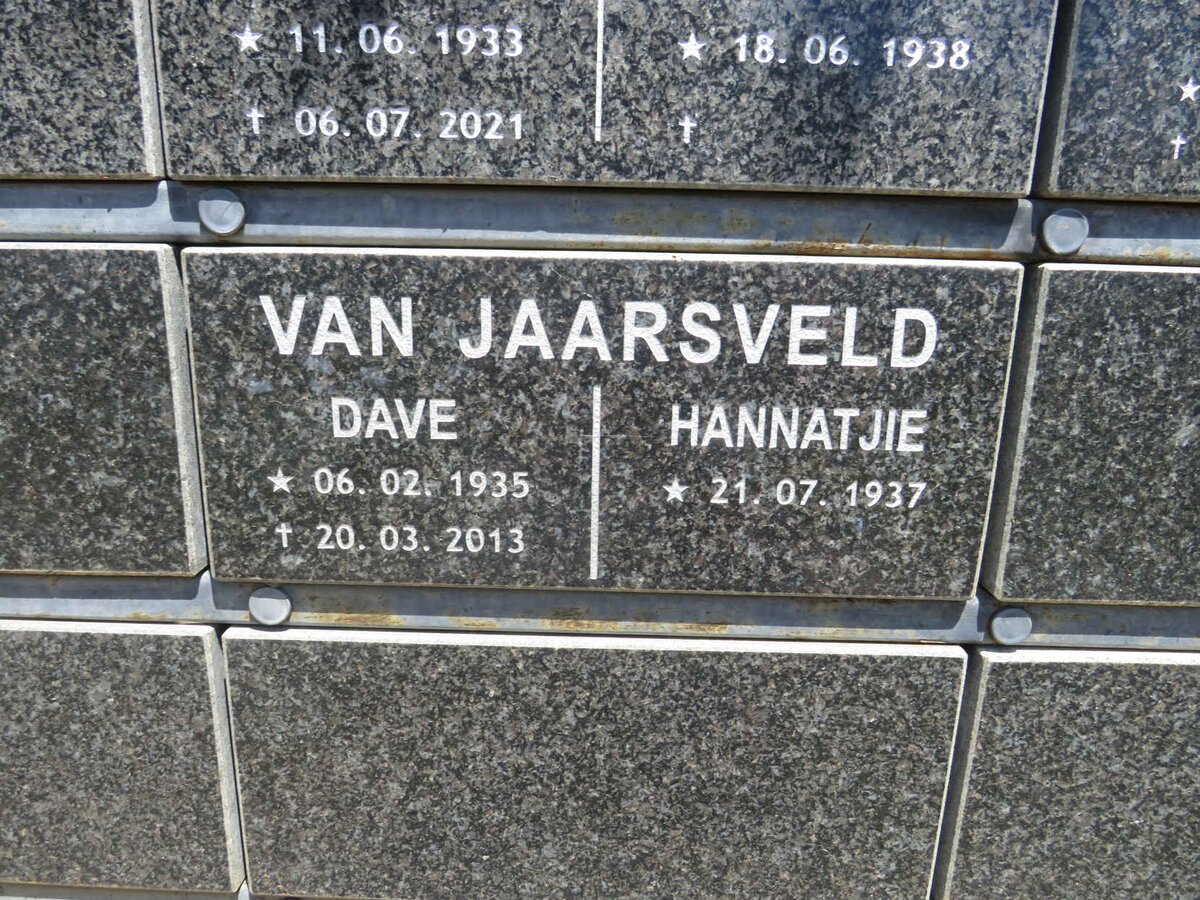 ★ 11. 06. 1933
† 06. 07. 2021
★ 18. 06. 1938
†
★
†
VAN JAARSVELD
DAVE
★ 06. 02. 1935
† 20. 03. 2013
HANNATJIE
★ 21. 07. 1937